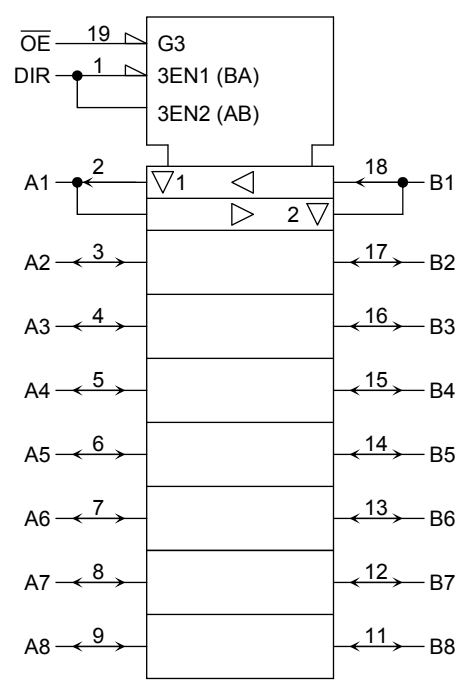 O̅E̅ 19 G3
DIR 1 3EN1 (BA)
3EN2 (AB)
A1 2 1 18 B1
2
A2 3 17 B2
A3 4 16 B3
A4 5 15 B4
A5 6 14 B5
A6 7 13 B6
A7 8 12 B7
A8 9 11 B8